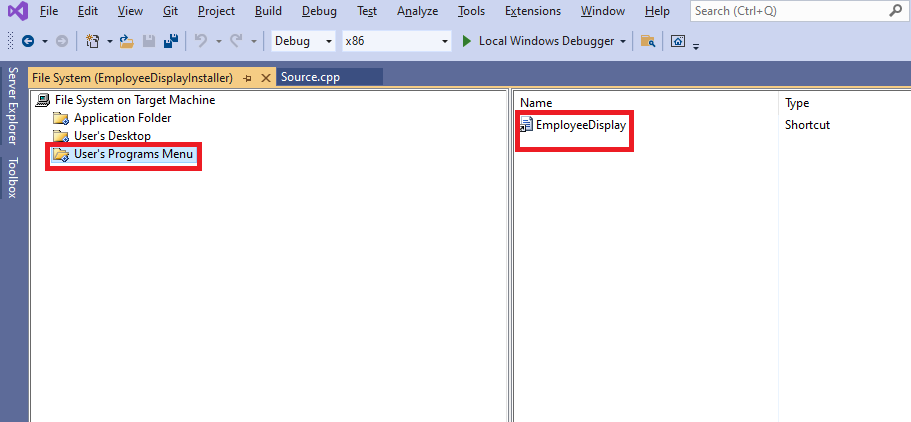 File Edit View Git Project Build Debug Test Analyze Tools Extensions Window Help Search (Ctrl+Q)
Debug x86 Local Windows Debugger
Server Explorer
Toolbox
File System (EmployeeDisplayInstaller) Source.cpp
File System on Target Machine
Application Folder
User's Desktop
User's Programs Menu
Name Type
EmployeeDisplay Shortcut